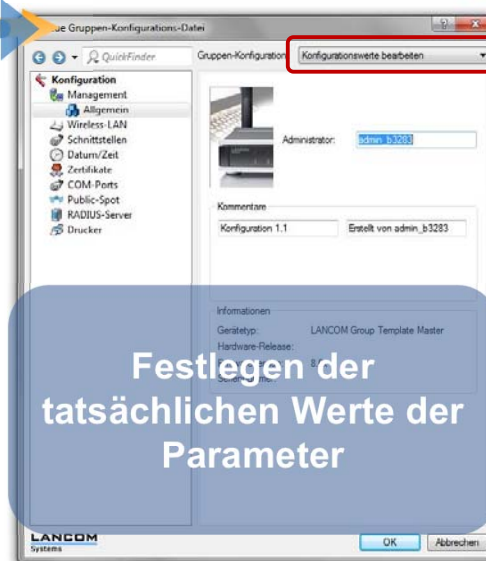 ue Gruppen-Konfigurations-Datei
QuickFinder
Gruppen-Konfiguration
Konfigurationswerte bearbeiten
Konfiguration
Management
Allgemein
Wireless-LAN
Schnittstellen
Datum/Zeit
Zertifikate
COM-Ports
Public-Spot
RADIUS-Server
Drucker
Administrator:
admin_b3283
Kommentare
Konfiguration 1.1
Erstellt von admin_b3283
Informationen
Gerätetyp:
LANCOM Group Template Master
Hardware-Release:
Festlegen der
tatsächlichen Werte der
Parameter
LANCOM
Systems
OK
Abbrechen